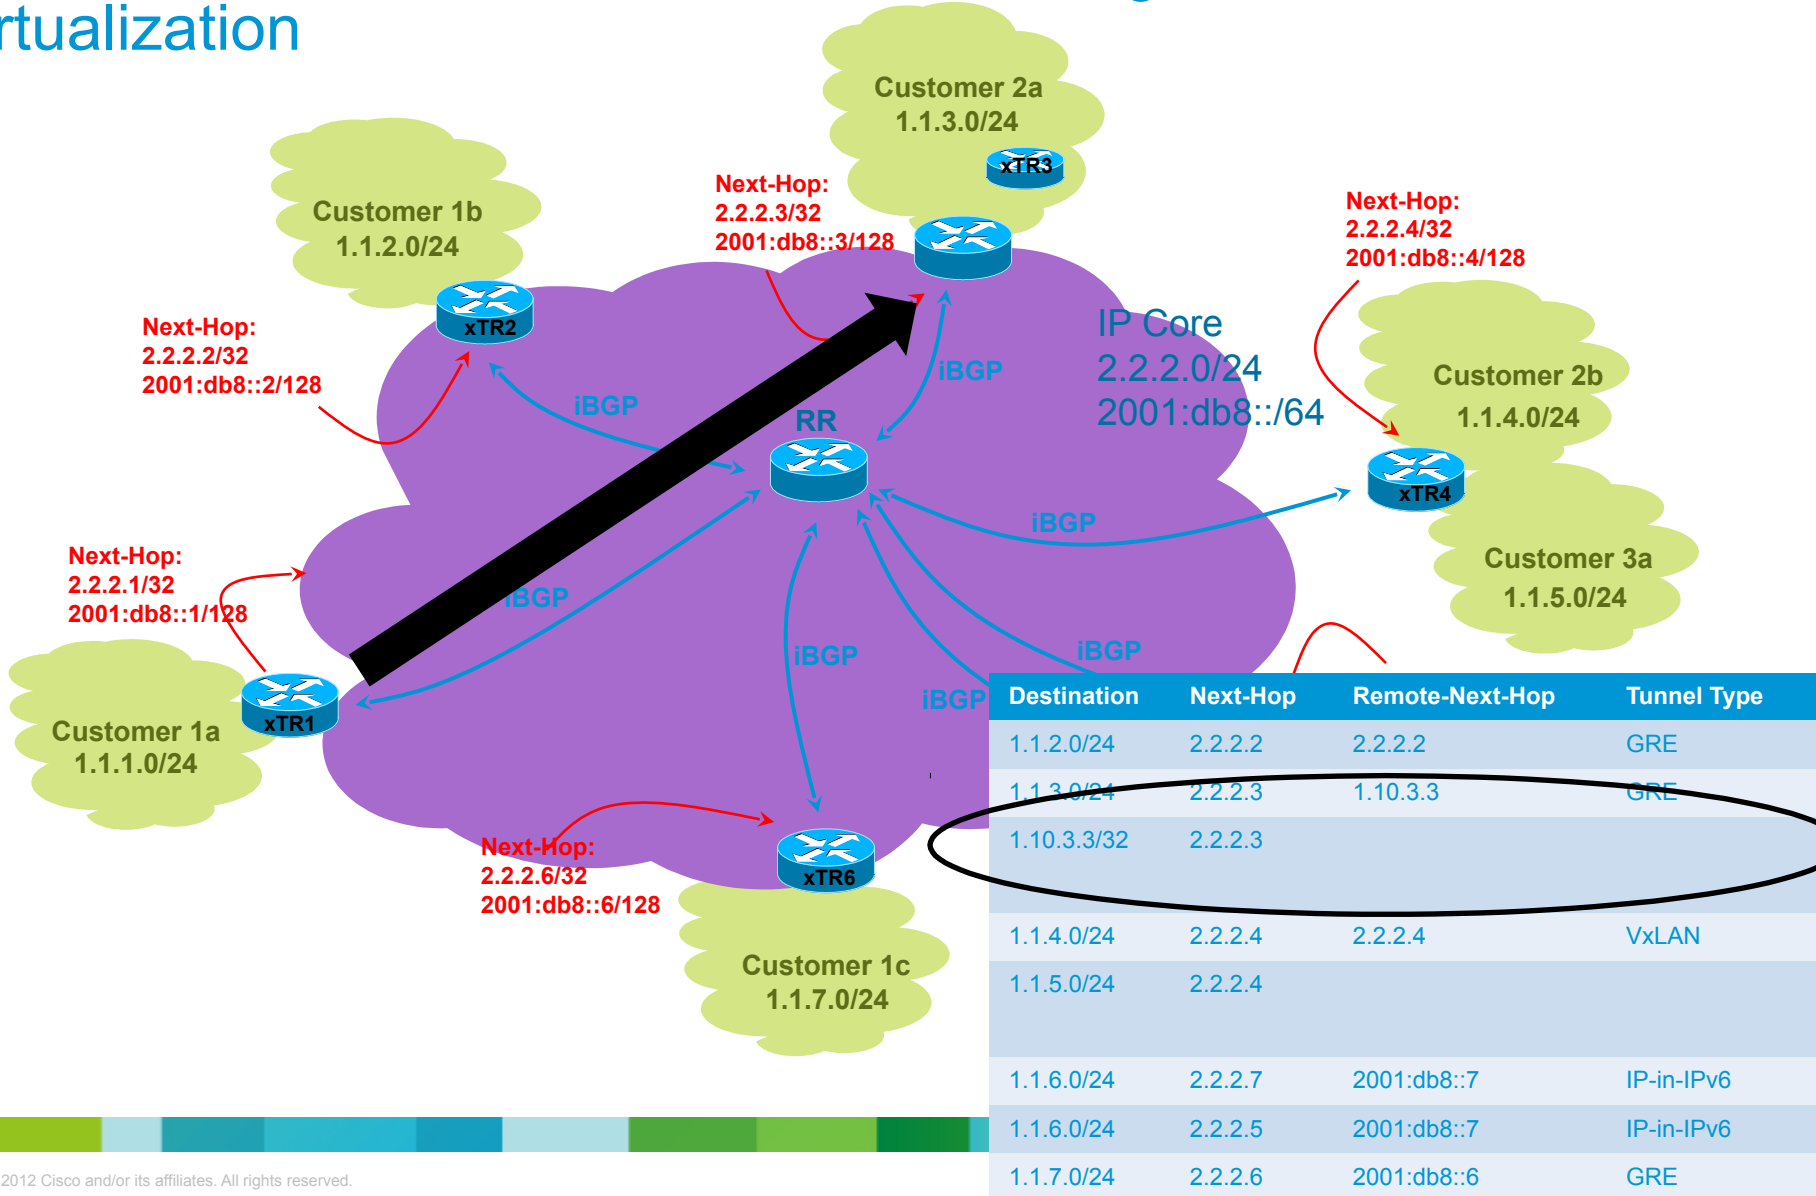 rtualization
Customer 2a
1.1.3.0/24
xTR3
Next-Hop:
2.2.2.3/32
2001:db8::3/128
Customer 1b
1.1.2.0/24
xTR2
Next-Hop:
2.2.2.4/32
2001:db8::4/128
Next-Hop:
2.2.2.2/32
2001:db8::2/128
IP Core
2.2.2.0/24
2001:db8::/64
iBGP
iBGP
RR
Customer 2b
1.1.4.0/24
xTR4
iBGP
Customer 3a
1.1.5.0/24
Next-Hop:
2.2.2.1/32
2001:db8::1/128
iBGP
iBGP
iBGP
iBGP
Customer 1a
1.1.1.0/24
xTR1
Next-Hop:
2.2.2.6/32
2001:db8::6/128
xTR6
Customer 1c
1.1.7.0/24
Destination Next-Hop Remote-Next-Hop Tunnel Type
1.1.2.0/24 2.2.2.2 2.2.2.2 GRE
1.1.3.0/24 2.2.2.3 1.10.3.3 GRE
1.10.3.3/32 2.2.2.3
1.1.4.0/24 2.2.2.4 2.2.2.4 VxLAN
1.1.5.0/24 2.2.2.4
1.1.6.0/24 2.2.2.7 2001:db8::7 IP-in-IPv6
1.1.6.0/24 2.2.2.5 2001:db8::7 IP-in-IPv6
1.1.7.0/24 2.2.2.6 2001:db8::6 GRE
2012 Cisco and/or its affiliates. All rights reserved.